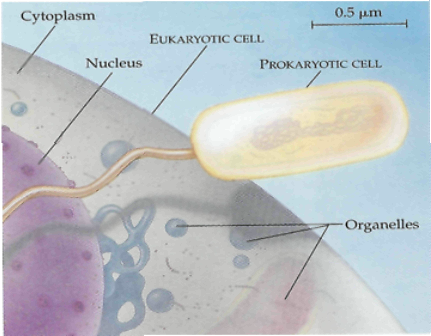 Cytoplasm
0.5 µm
EUKARYOTIC CELL
Nucleus
PROKARYOTIC CELL
Organelles